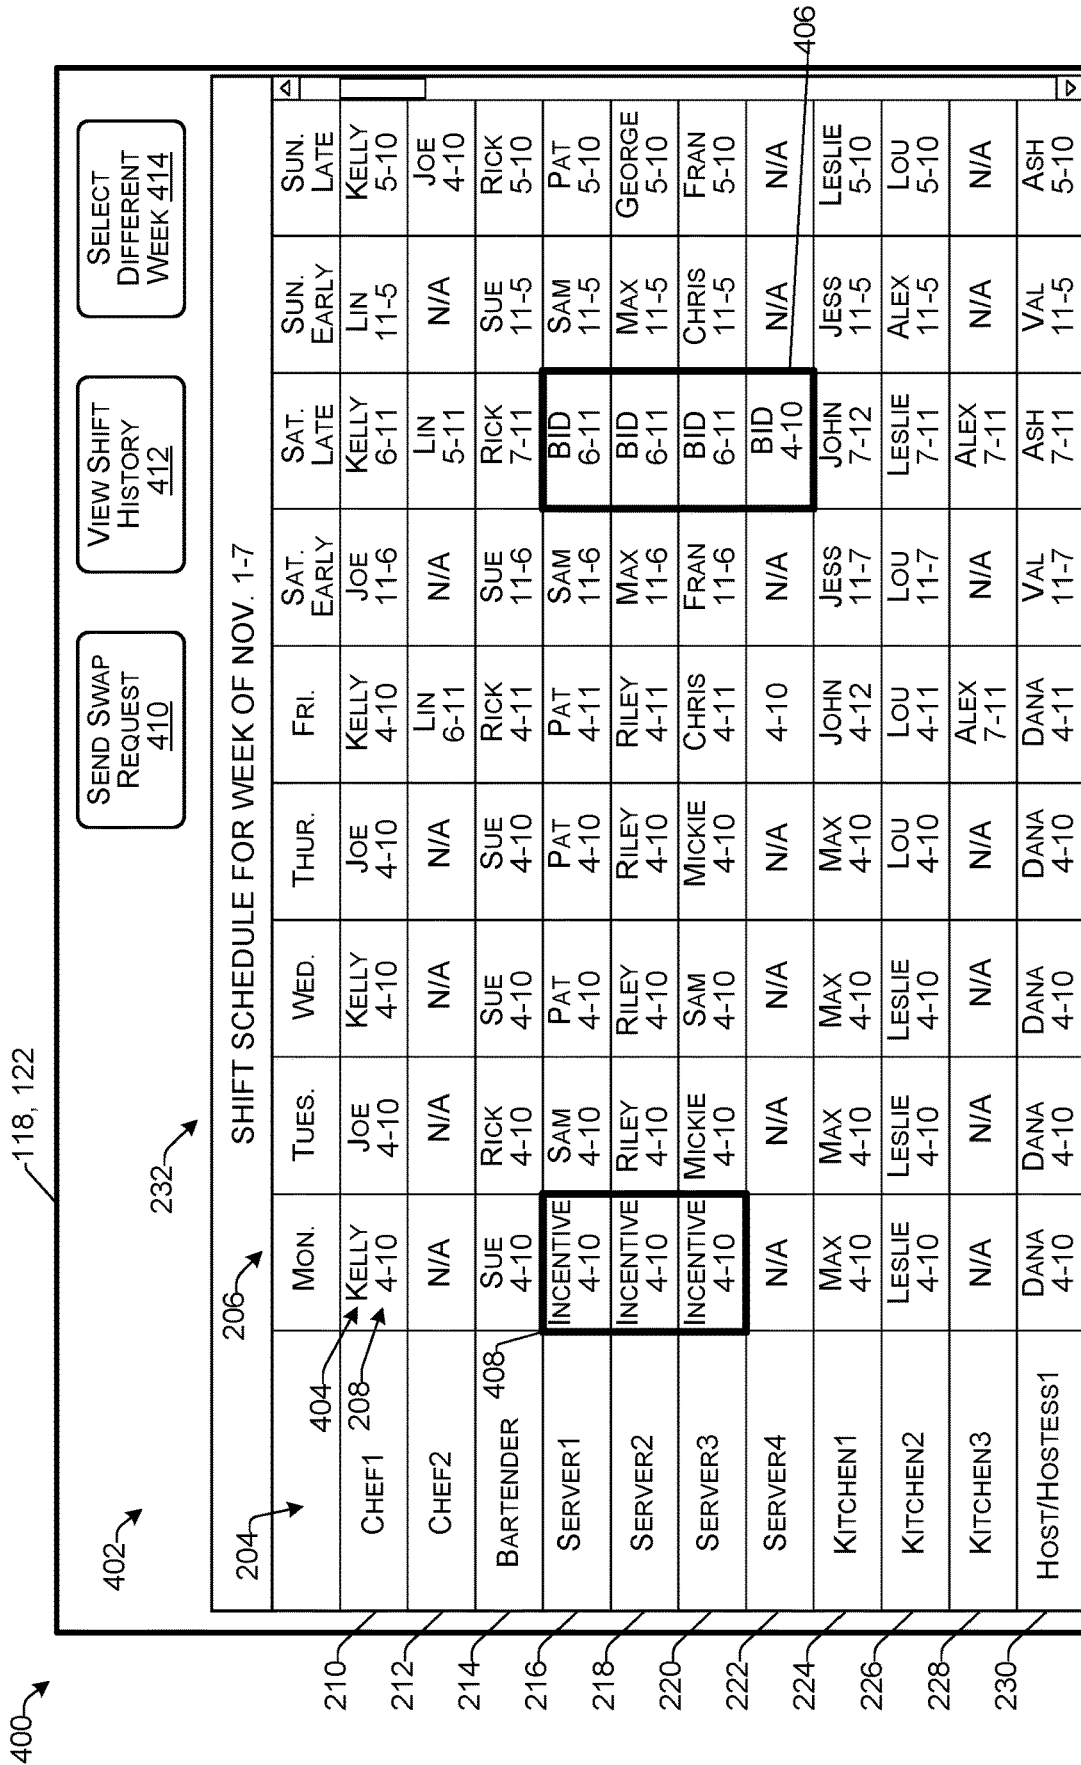 400
402
118, 122
SEND SWAP
REQUEST
410
VIEW SHIFT
HISTORY
412
SELECT
DIFFERENT
WEEK 414
232
206
204
SHIFT SCHEDULE FOR WEEK OF NOV. 1-7
MON. TUES. WED. THUR. FRI. SAT. EARLY SAT. LATE SUN. EARLY SUN. LATE
404
208
210 CHEF1 KELLY 4-10 JOE 4-10 KELLY 4-10 JOE 4-10 KELLY 4-10 JOE 11-6 KELLY 6-11 LIN 11-5 KELLY 5-10
212 CHEF2 N/A N/A N/A N/A LIN 6-11 N/A LIN 5-11 N/A JOE 4-10
214 BARTENDER SUE 4-10 RICK 4-10 SUE 4-10 SUE 4-10 RICK 4-11 SUE 11-6 RICK 7-11 SUE 11-5 RICK 5-10
408
216 SERVER1 INCENTIVE 4-10 SAM 4-10 PAT 4-10 PAT 4-10 PAT 4-11 SAM 11-6 BID 6-11 SAM 11-5 PAT 5-10
218 SERVER2 INCENTIVE 4-10 RILEY 4-10 RILEY 4-10 RILEY 4-10 RILEY 4-11 MAX 11-6 BID 6-11 MAX 11-5 GEORGE 5-10
220 SERVER3 INCENTIVE 4-10 MICKIE 4-10 SAM 4-10 MICKIE 4-10 CHRIS 4-11 FRAN 11-6 BID 6-11 CHRIS 11-5 FRAN 5-10
222 SERVER4 N/A N/A N/A N/A 4-10 N/A BID 4-10 N/A N/A
406
224 KITCHEN1 MAX 4-10 MAX 4-10 MAX 4-10 MAX 4-10 JOHN 4-12 JESS 11-7 JOHN 7-12 JESS 11-5 LESLIE 5-10
226 KITCHEN2 LESLIE 4-10 LESLIE 4-10 LESLIE 4-10 LOU 4-10 LOU 4-11 LOU 11-7 LESLIE 7-11 ALEX 11-5 LOU 5-10
228 KITCHEN3 N/A N/A N/A N/A ALEX 7-11 N/A ALEX 7-11 N/A N/A
230 HOST/HOSTESS1 DANA 4-10 DANA 4-10 DANA 4-10 DANA 4-10 DANA 4-11 VAL 11-7 ASH 7-11 VAL 11-5 ASH 5-10